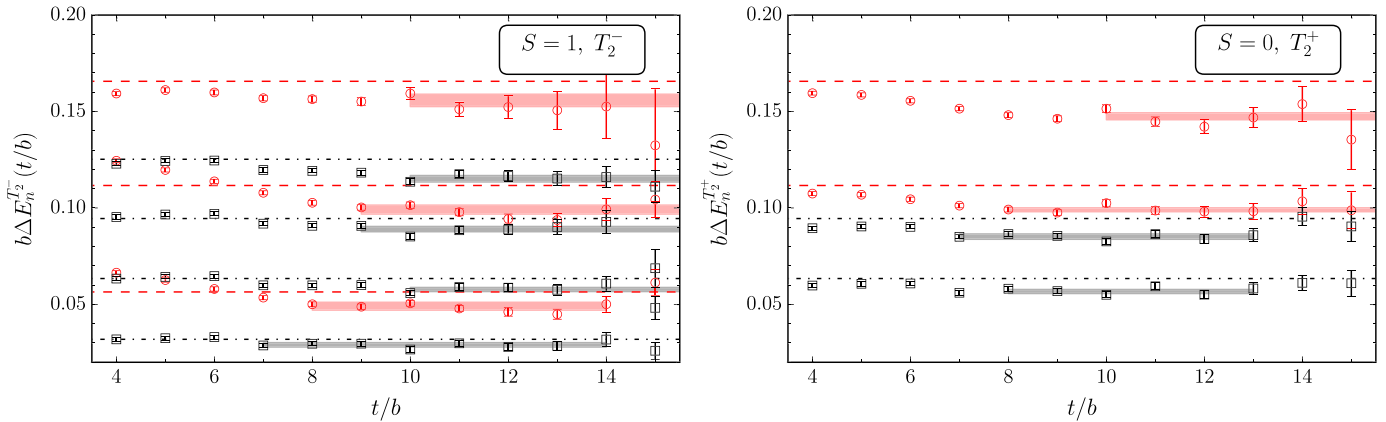 0.20
0.15
0.10
0.05
b\Delta E_n^{T_2^-}(t/b)
S = 1, T_2^-
4 6 8 10 12 14
t/b
0.20
0.15
0.10
0.05
b\Delta E_n^{T_2^+}(t/b)
S = 0, T_2^+
4 6 8 10 12 14
t/b